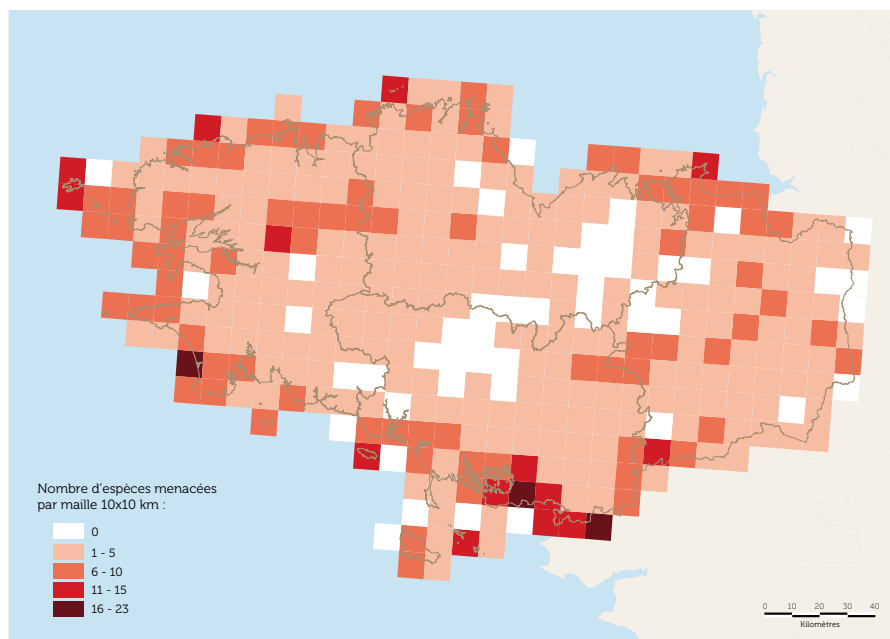 Nombre d'espèces menacées
par maille 10x10 km :
0
1 - 5
6 - 10
11 - 15
16 - 23
0 10 20 30 40
Kilomètres